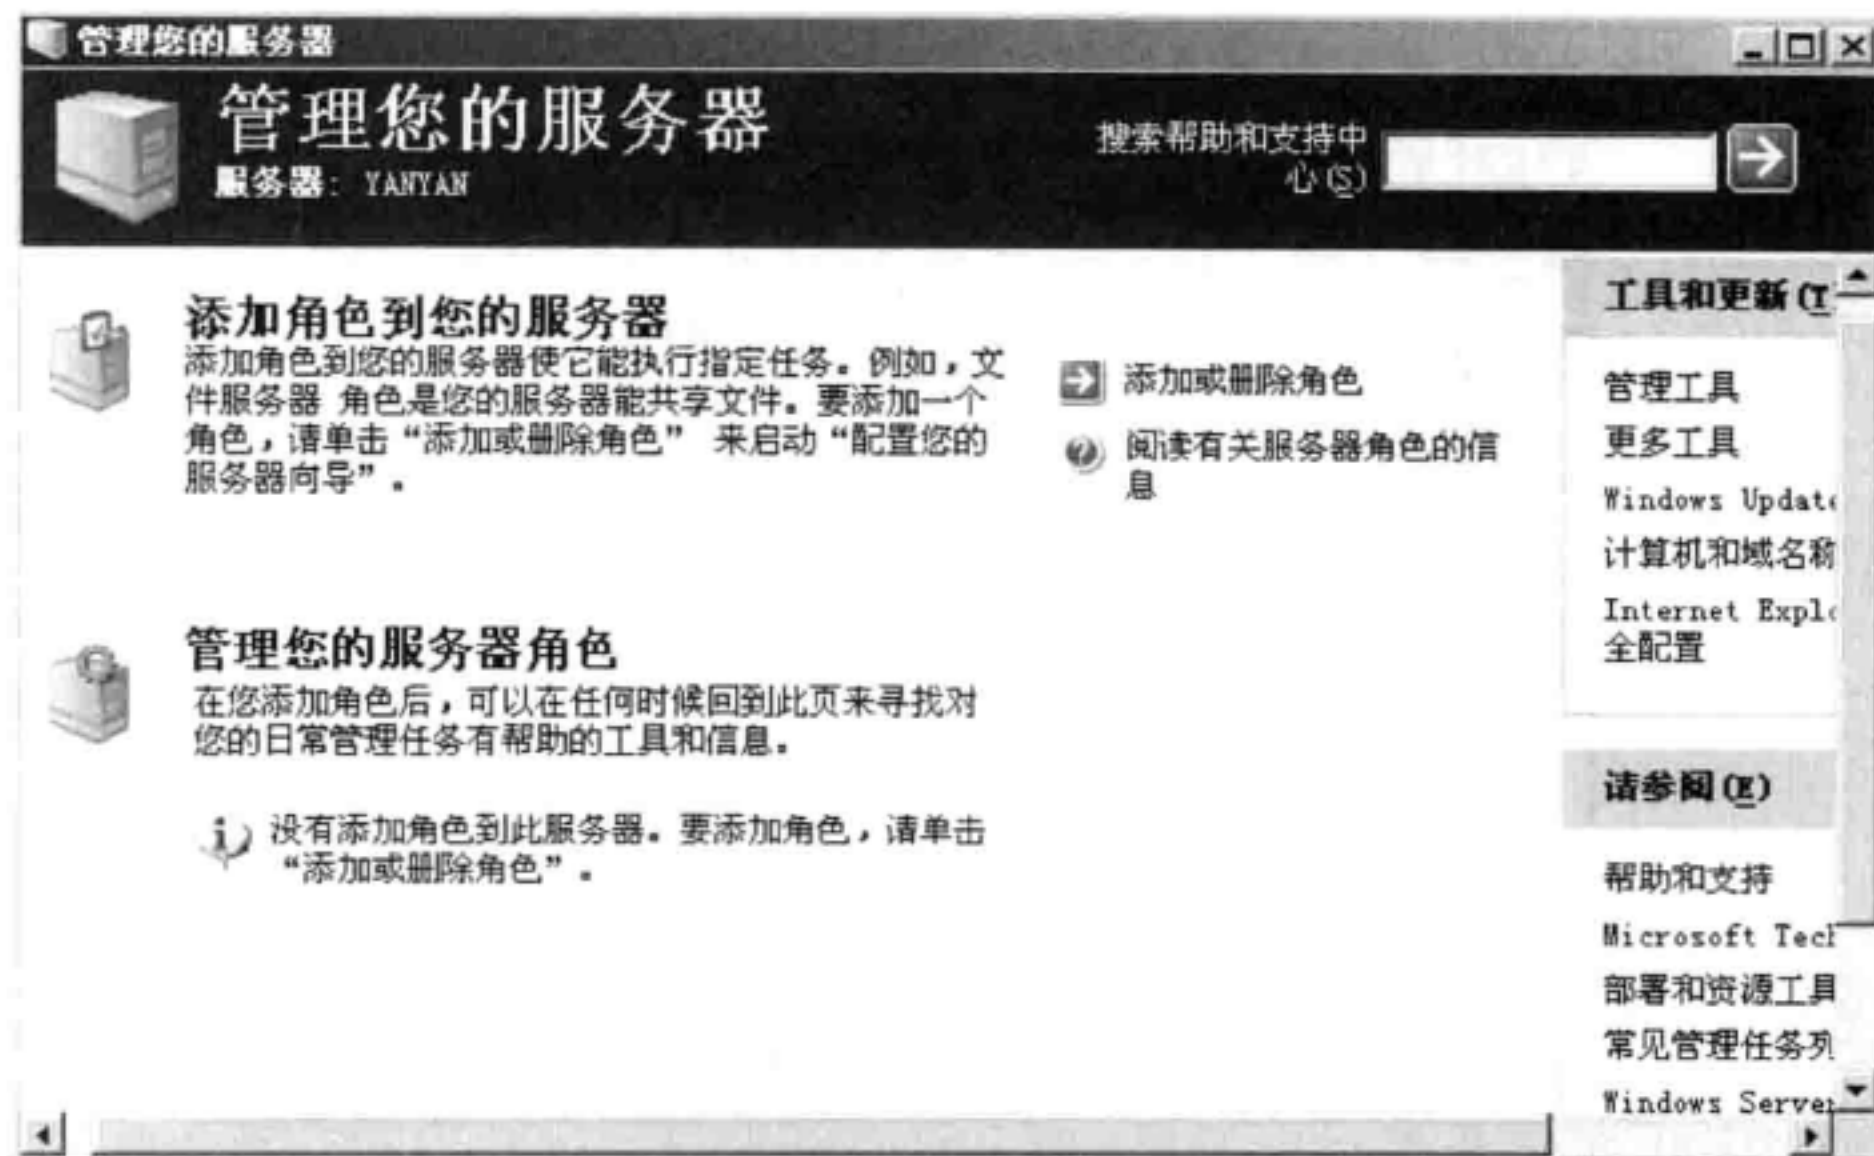 管理您的服务器
管理您的服务器
服务器: YANYAN
搜索帮助和支持中
心(S)
添加角色到您的服务器
添加角色到您的服务器使它能执行指定任务。例如，文
件服务器 角色是您的服务器能共享文件。要添加一个
角色，请单击“添加或删除角色” 来启动“配置您的
服务器向导”。
添加或删除角色
阅读有关服务器角色的信
息
管理您的服务器角色
在您添加角色后，可以在任何时候回到此页来寻找对
您的日常管理任务有帮助的工具和信息。
没有添加角色到此服务器。要添加角色，请单击
“添加或删除角色”。
工具和更新(T
管理工具
更多工具
Windows Updat
计算机和域名称
Internet Expl
全配置
请参阅(E)
帮助和支持
Microsoft Tec
部署和资源工具
常见管理任务列
Windows Server